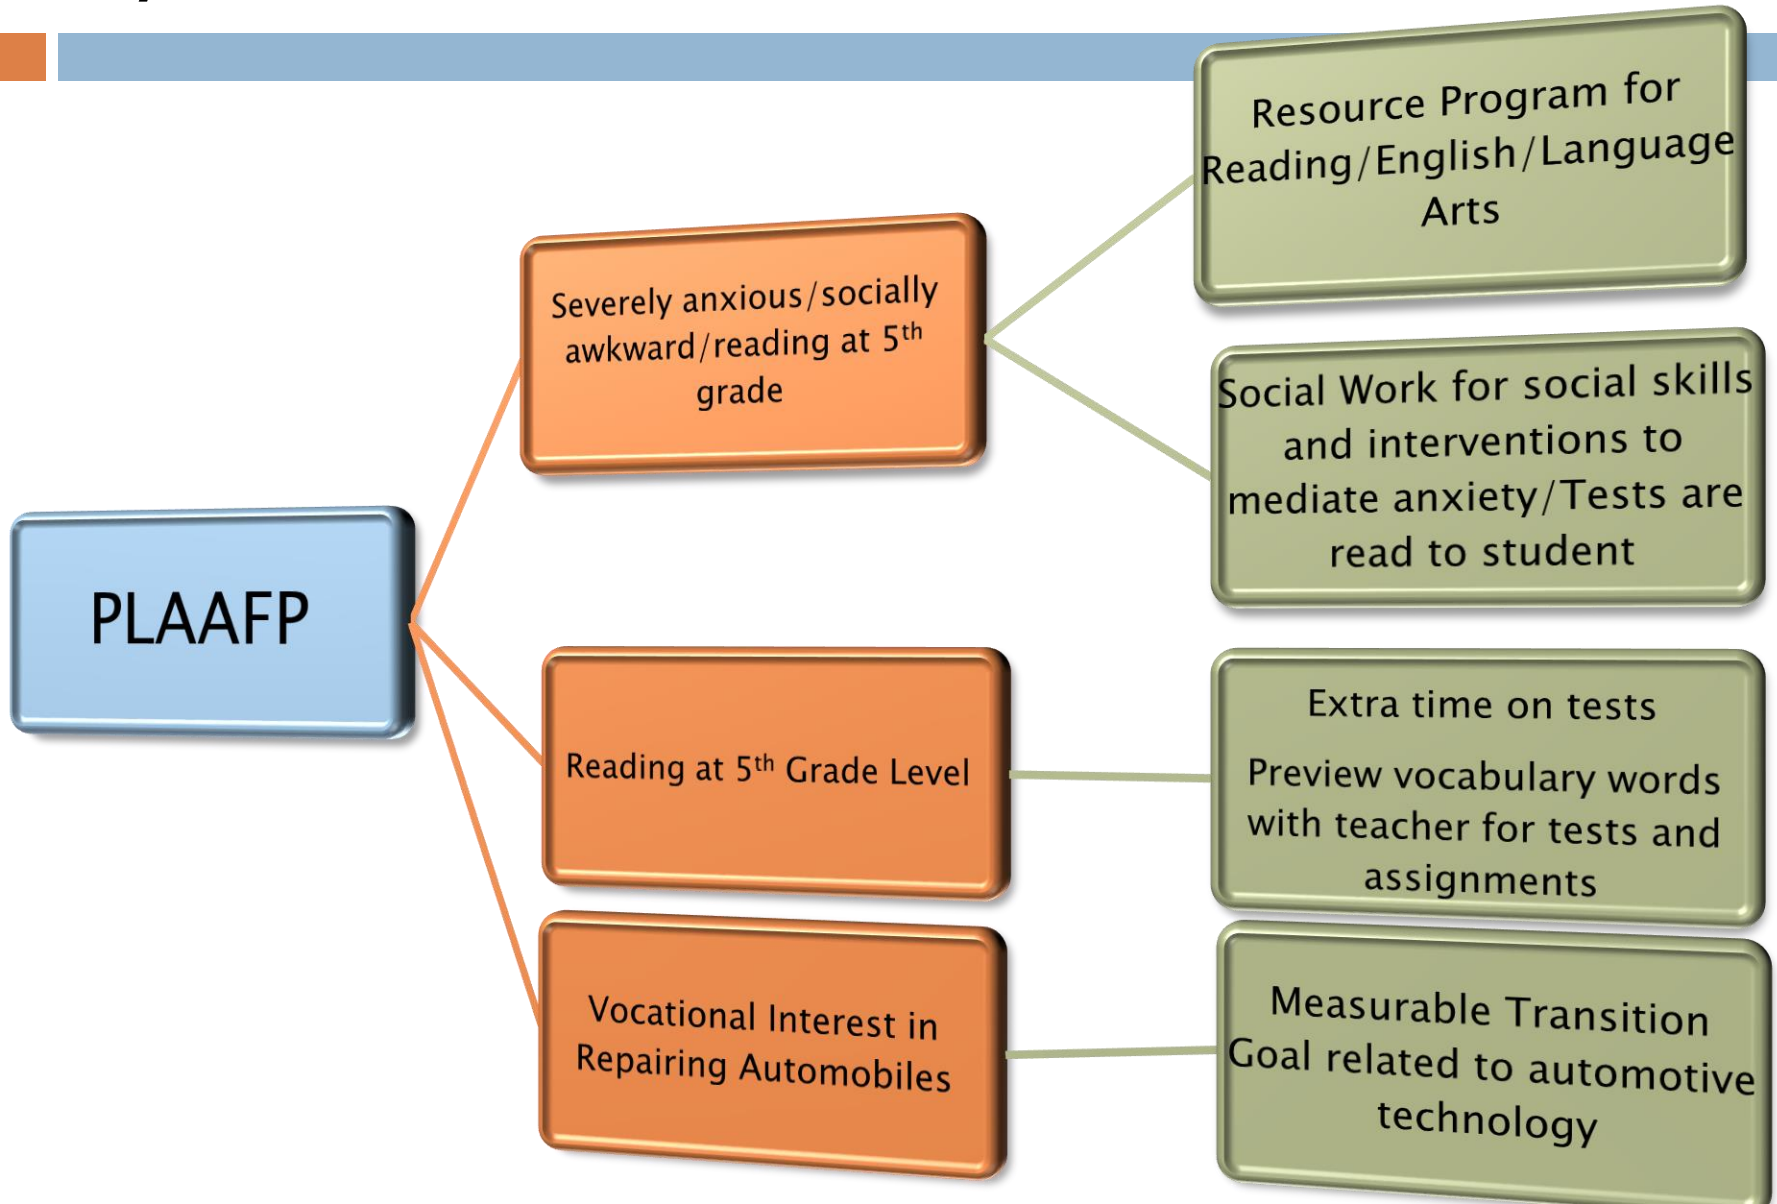 PLAAFP
Severely anxious/socially
awkward/reading at 5th
grade
Resource Program for
Reading/English/Language
Arts
Social Work for social skills
and interventions to
mediate anxiety/Tests are
read to student
Reading at 5th Grade Level
Extra time on tests
Preview vocabulary words
with teacher for tests and
assignments
Vocational Interest in
Repairing Automobiles
Measurable Transition
Goal related to automotive
technology